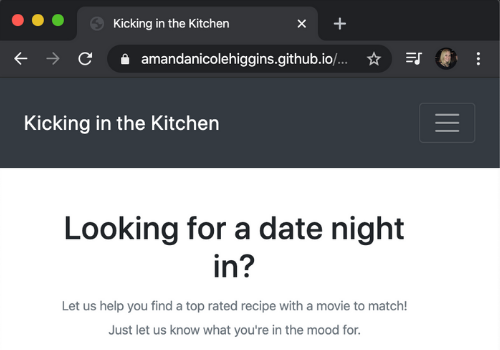 Kicking in the Kitchen
amandanicolehiggins.github.io/...
Kicking in the Kitchen
Looking for a date night
in?
Let us help you find a top rated recipe with a movie to match!
Just let us know what you're in the mood for.